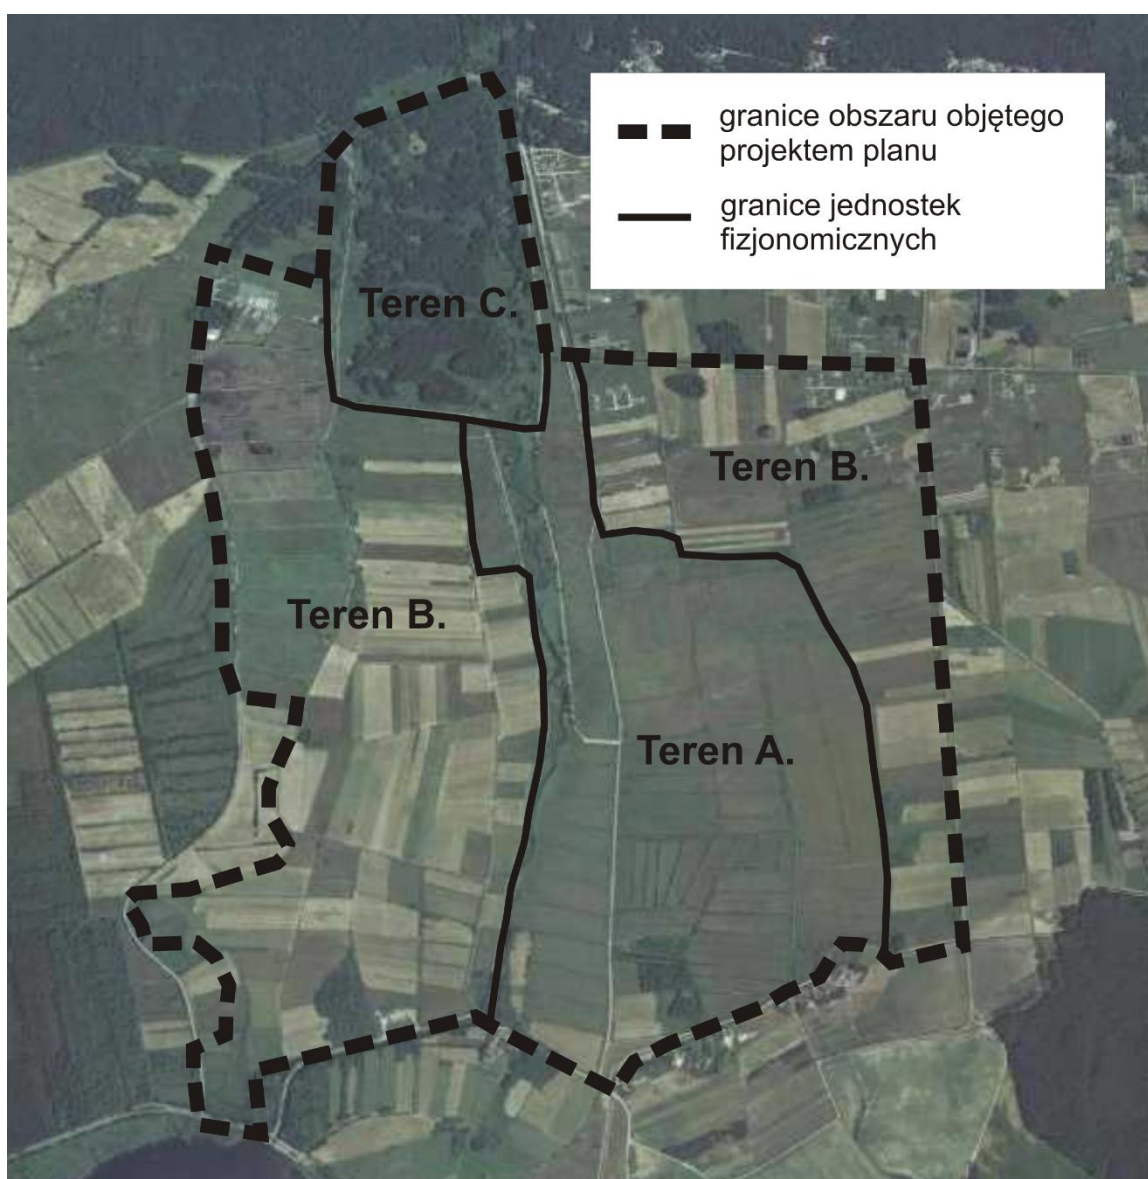 granice obszaru objętego
projektem planu
granice jednostek
fizjonomicznych
Teren C.
Teren B.
Teren B.
Teren A.